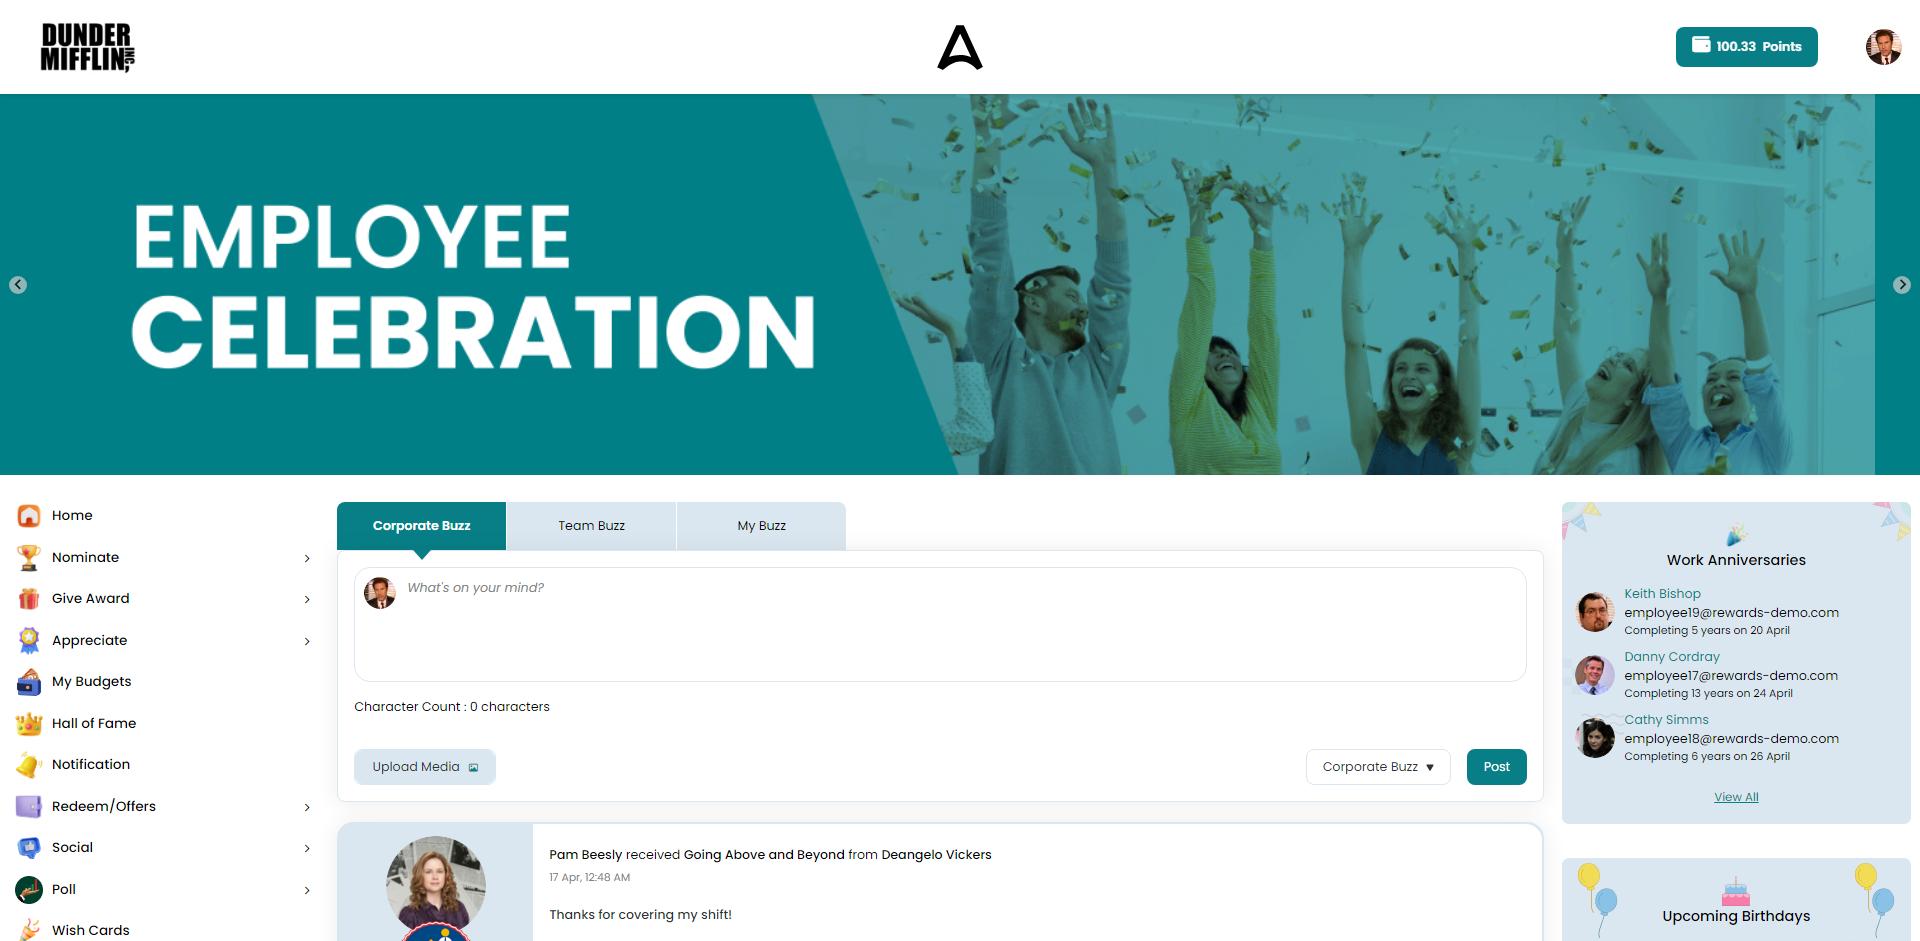 DUNDER
MIFFLIN INC,
100.33 Points
EMPLOYEE
CELEBRATION
Home
Nominate
Give Award
Appreciate
My Budgets
Hall of Fame
Notification
Redeem/Offers
Social
Poll
Wish Cards
Corporate Buzz
Team Buzz
My Buzz
What's on your mind?
Character Count : 0 characters
Upload Media
Corporate Buzz
Post
Pam Beesly received Going Above and Beyond from Deangelo Vickers
17 Apr, 12:48 AM
Thanks for covering my shift!
Work Anniversaries
Keith Bishop
employee19@rewards-demo.com
Completing 5 years on 20 April
Danny Cordray
employee17@rewards-demo.com
Completing 13 years on 24 April
Cathy Simms
employee18@rewards-demo.com
Completing 6 years on 26 April
View All
Upcoming Birthdays